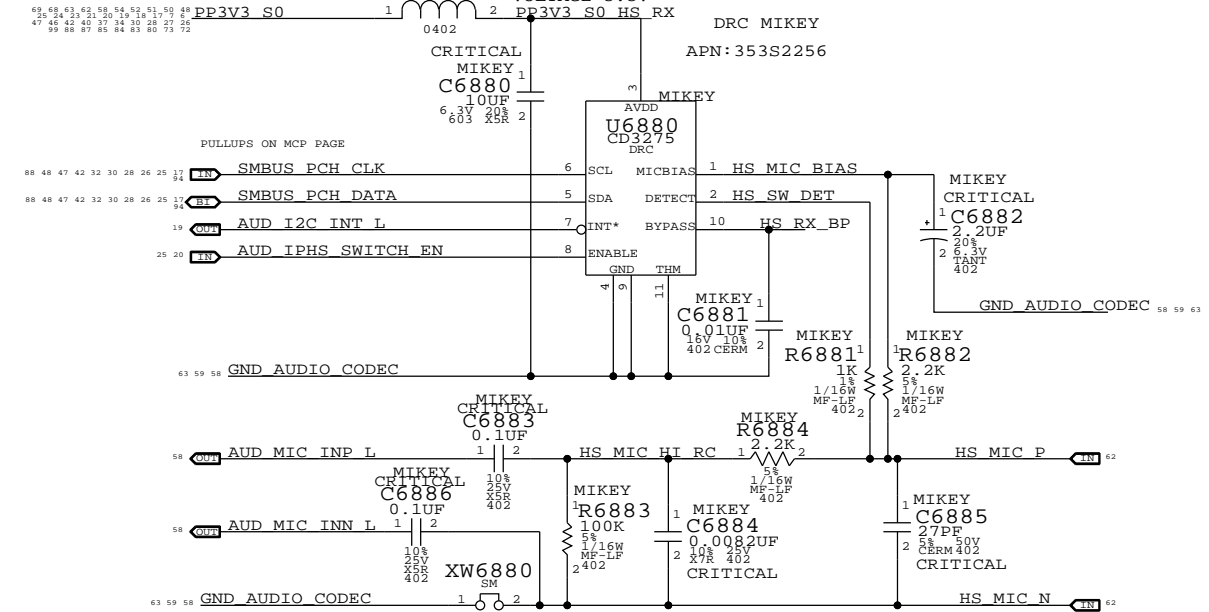 69 68 63 62 58 54 52 51 50 48
25 24 23 21 20 19 18 17 7 6
47 46 42 40 37 34 30 28 27 26
99 88 87 85 84 83 80 73 72
PP3V3_S0
1
2
0402
PP3V3_S0_HS_RX
DRC MIKEY
APN:353S2256
CRITICAL
MIKEY
C6880
10UF
6.3V 20%
603 X5R
1
2
3
MIKEY
AVDD
U6880
CD3275
DRC
PULLUPS ON MCP PAGE
88 48 47 42 32 30 28 26 25 17
94
IN
SMBUS_PCH_CLK
6
SCL
MICBIAS
1
HS_MIC_BIAS
88 48 47 42 32 30 28 26 25 17
94
BI
SMBUS_PCH_DATA
5
SDA
DETECT
2
HS_SW_DET
19
OUT
AUD_I2C_INT_L
7
INT*
BYPASS
10
HS_RX_BP
25 20
IN
AUD_IPHS_SWITCH_EN
8
ENABLE
GND
THM
4
9
11
MIKEY
CRITICAL
1
+
C6882
2.2UF
20%
6.3V
TANT
402
2
GND_AUDIO_CODEC
58 59 63
MIKEY
1
C6881
0.01UF
16V 10%
402 CERM
2
MIKEY
R6881
1
1K
1%
1/16W
MF-LF
402
2
MIKEY
1
R6882
2.2K
5%
1/16W
MF-LF
402
2
63 59 58
GND_AUDIO_CODEC
MIKEY
CRITICAL
C6883
0.1UF
1
2
10%
25V
X5R
402
58
OUT
AUD_MIC_INP_L
HS_MIC_HI_RC
MIKEY
R6884
2.2K
1
2
5%
1/16W
MF-LF
402
HS_MIC_P
IN
62
MIKEY
CRITICAL
C6886
0.1UF
1
2
10%
25V
X5R
402
58
OUT
AUD_MIC_INN_L
MIKEY
1
R6883
100K
5%
1/16W
MF-LF
402
2
MIKEY
1
C6884
0.0082UF
10% 25V
X7R 402
2
CRITICAL
MIKEY
1
C6885
27PF
5% 50V
CERM 402
2
CRITICAL
XW6880
SM
63 59 58
GND_AUDIO_CODEC
1
2
HS_MIC_N
IN
62